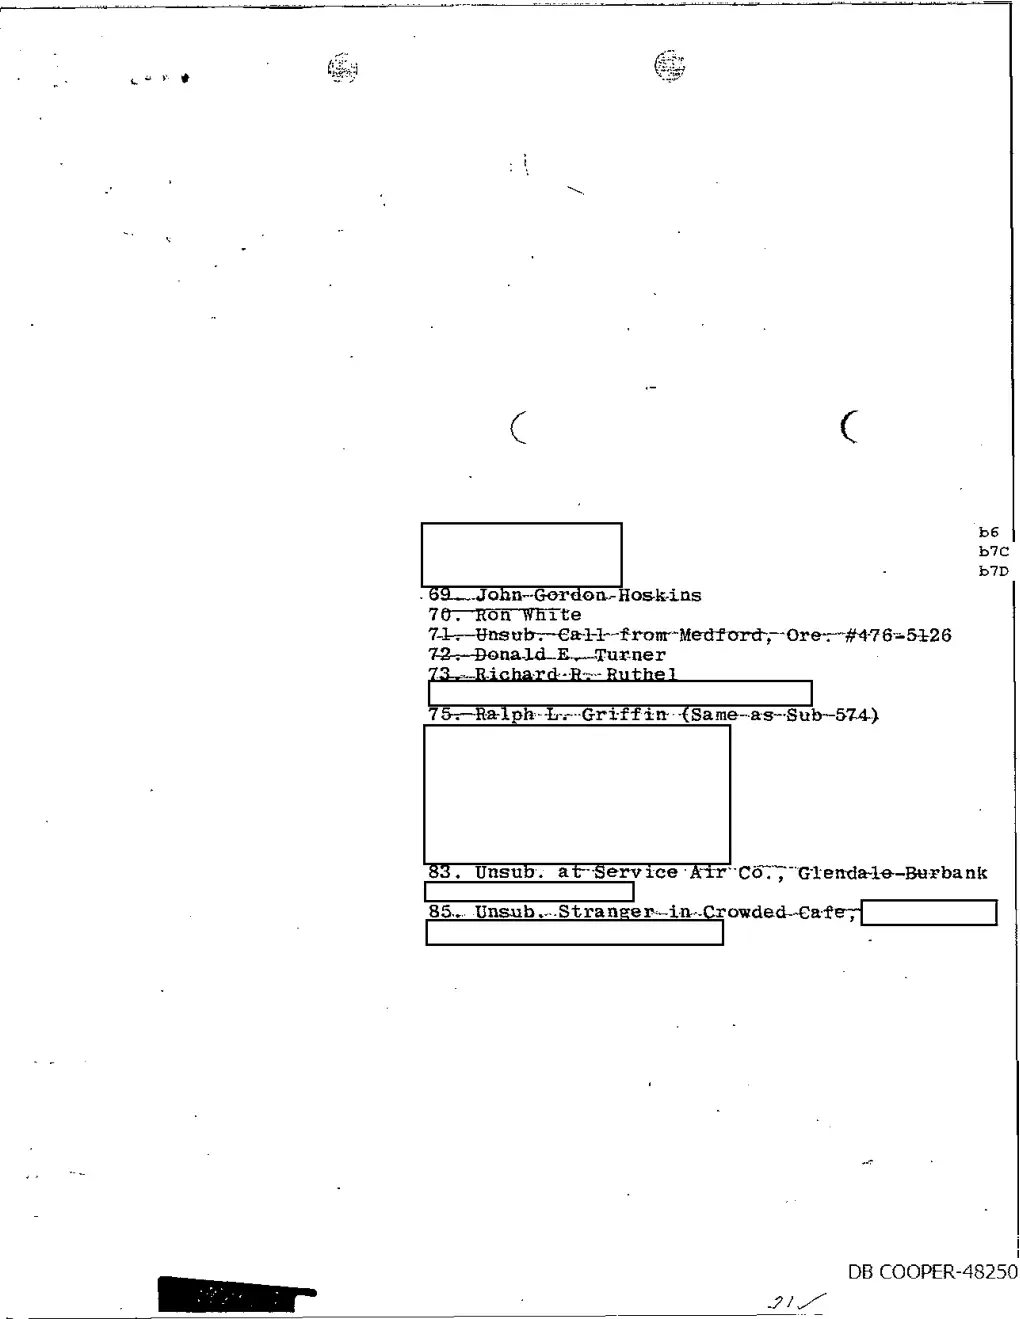 b6
b7C
b7D
69. John Gordon Hoskins
70. Ron White
71. Unsub. Call from Medford, Ore. #476-5126
72. Donald E. Turner
73. Richard R. Ruthel
75. Ralph L. Griffin (Same as Sub 574)
83. Unsub. at Service Air Co., Glendale-Burbank
85. Unsub. Stranger in Crowded Cafe,
DB COOPER-48250